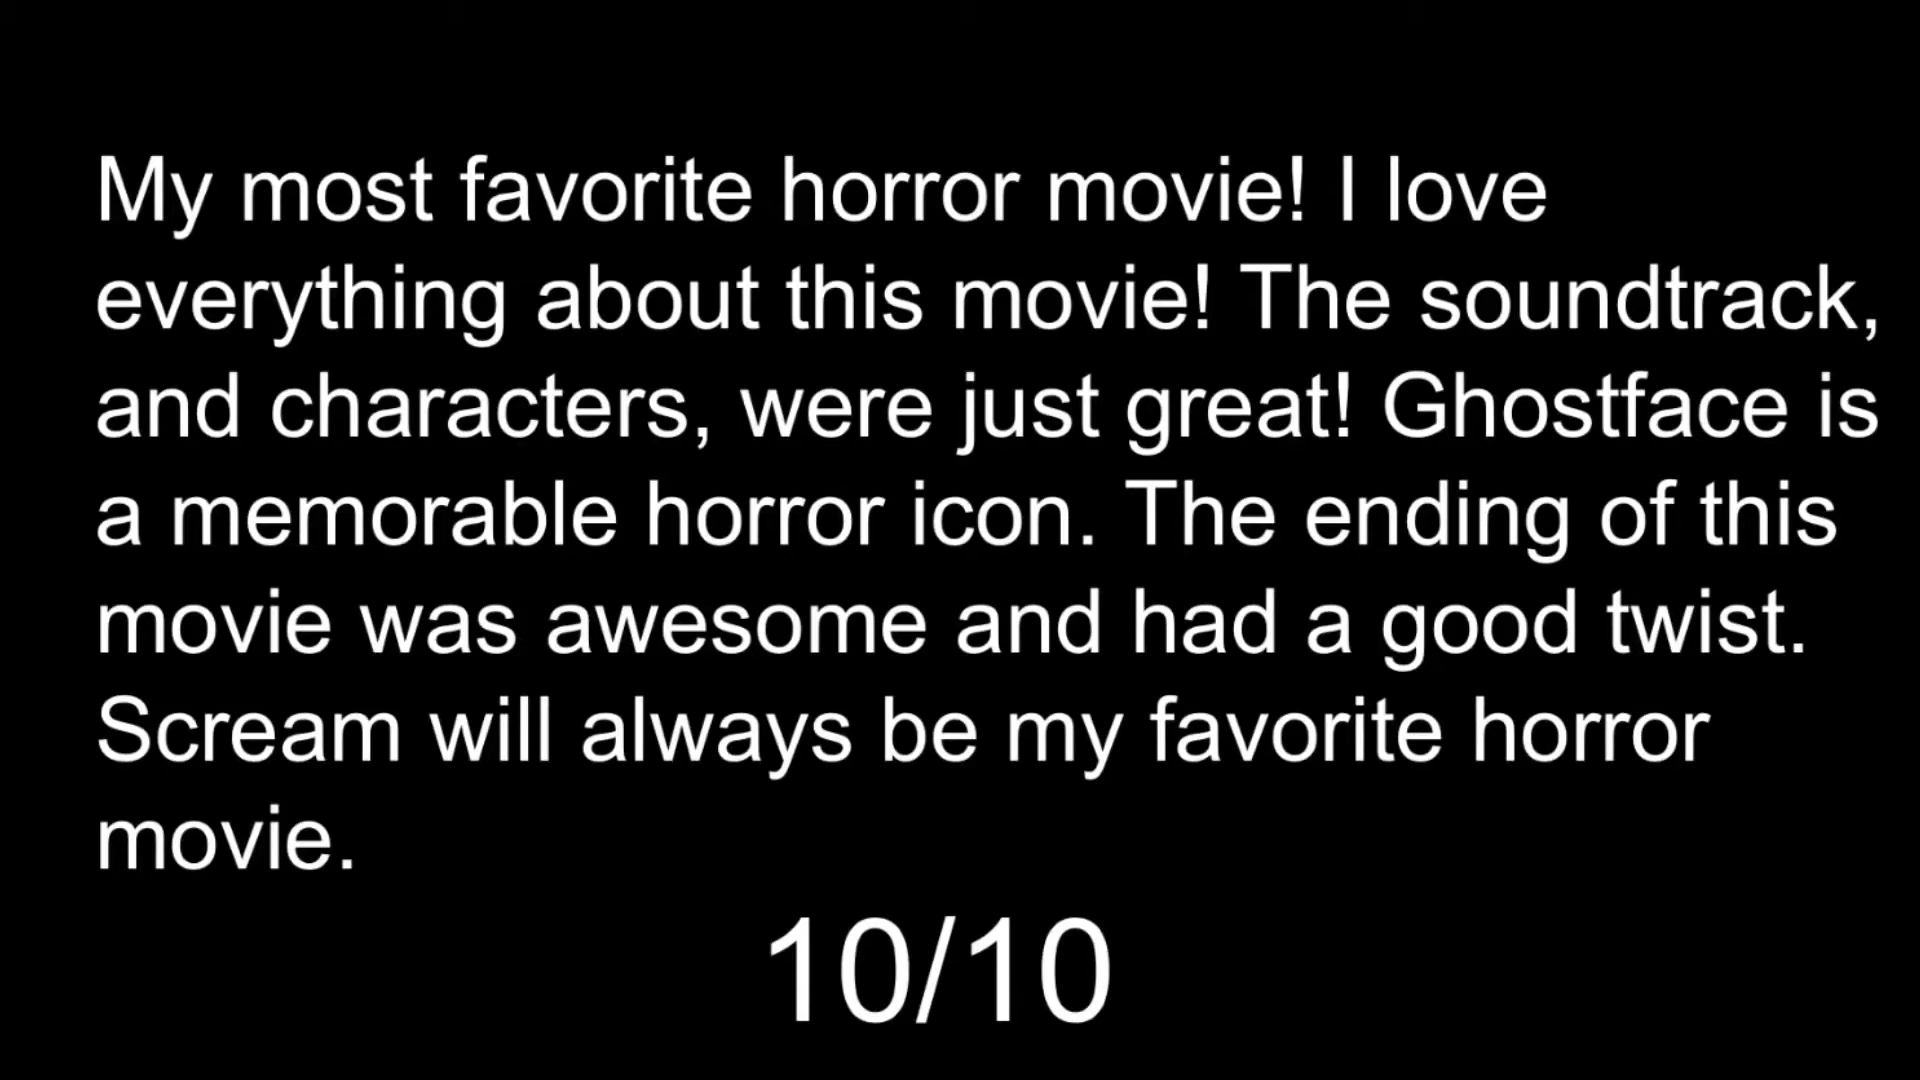 My most favorite horror movie! I love
everything about this movie! The soundtrack,
and characters, were just great! Ghostface is
a memorable horror icon. The ending of this
movie was awesome and had a good twist.
Scream will always be my favorite horror
movie.
10/10